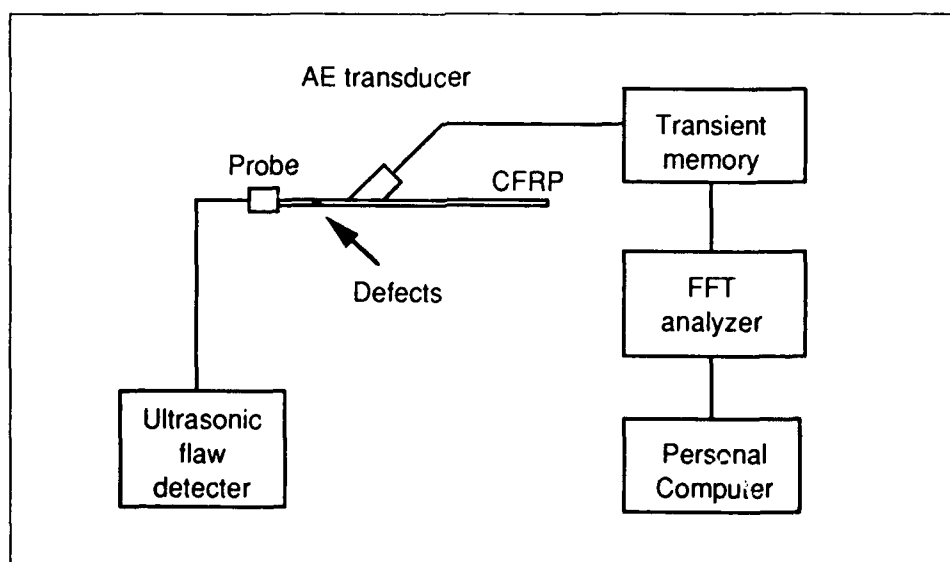 AE transducer
Transient
memory
Probe
CFRP
Defects
FFT
analyzer
Ultrasonic
flaw
detecter
Personal
Computer